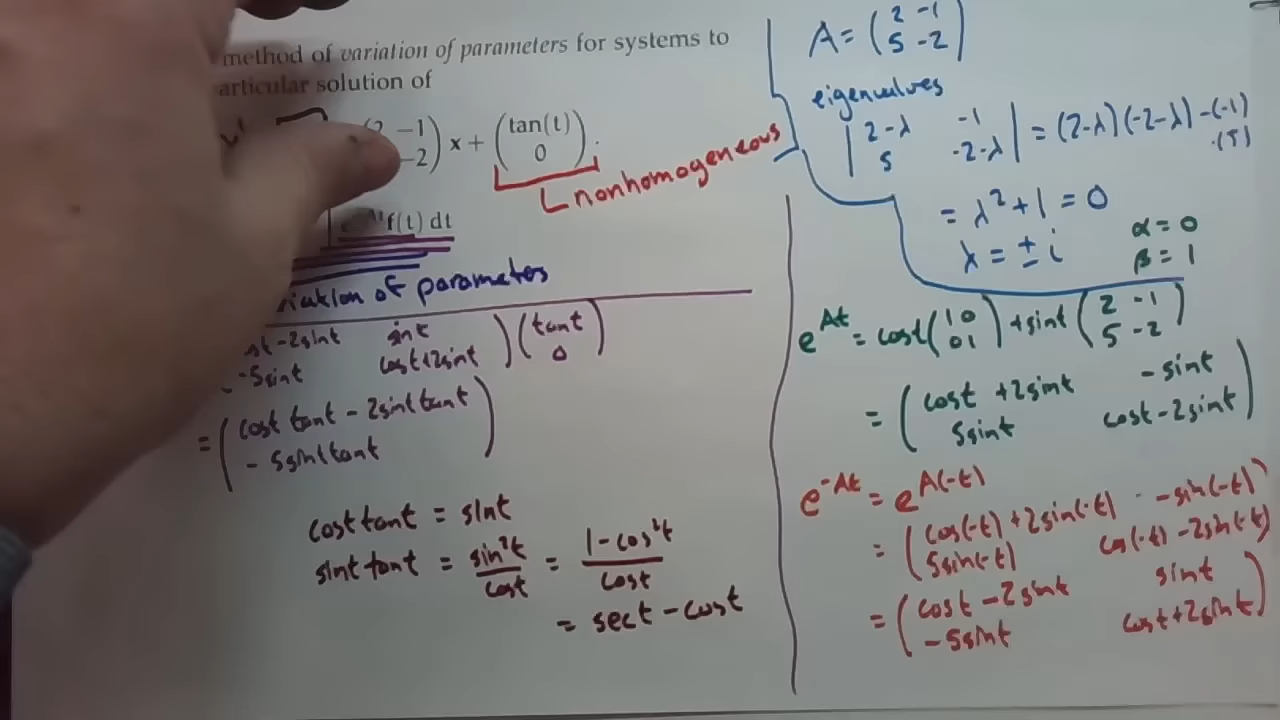 method of variation of parameters for systems to
articular solution of
−1
−2) x + (tan(t)
0).
nonhomogeneous
f(t) dt
riation of parameters
st-2sint sint
-5sint cost+2sint) (tant
0)
= (cost tant - 2sint tant
-5sint tant)
cost tant = sint
sint tant = sin²t/cost = 1-cos²t/cost
= sect - cost
A = (2 -1
5 -2)
eigenvalues
|2-λ -1
5 -2-λ| = (2-λ)(-2-λ) - (-1)
·(5)
= λ²+1 = 0
λ = ± i
α = 0
β = 1
e^At = cost(1 0
0 1) + sint(2 -1
5 -2)
= (cost + 2sint -sint
5sint cost-2sint)
e^-At = e^A(-t)
= (cos(-t)+2sin(-t) -sin(-t)
5sin(-t) cos(-t)-2sin(-t)
= (cost-2sint sint
-5sint cost+2sint)